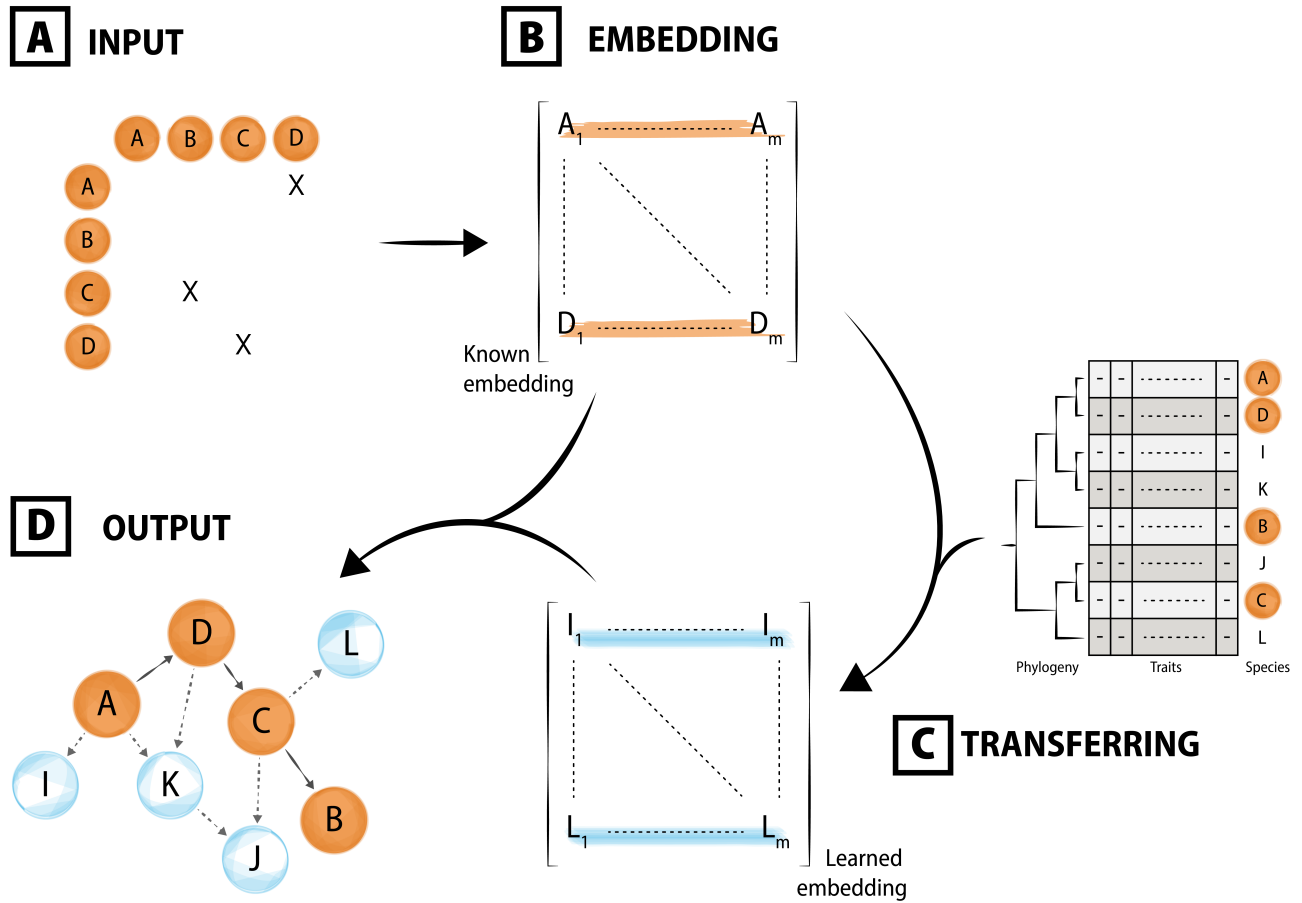 A INPUT
A B C D
A X
B
C X
D X
B EMBEDDING
A1 Am
D1 Dm
Known
embedding
A
D
I
K
B
J
C
L
Phylogeny Traits Species
C TRANSFERRING
I1 Im
L1 Lm
Learned
embedding
D OUTPUT
D
L
A
C
I
K
B
J